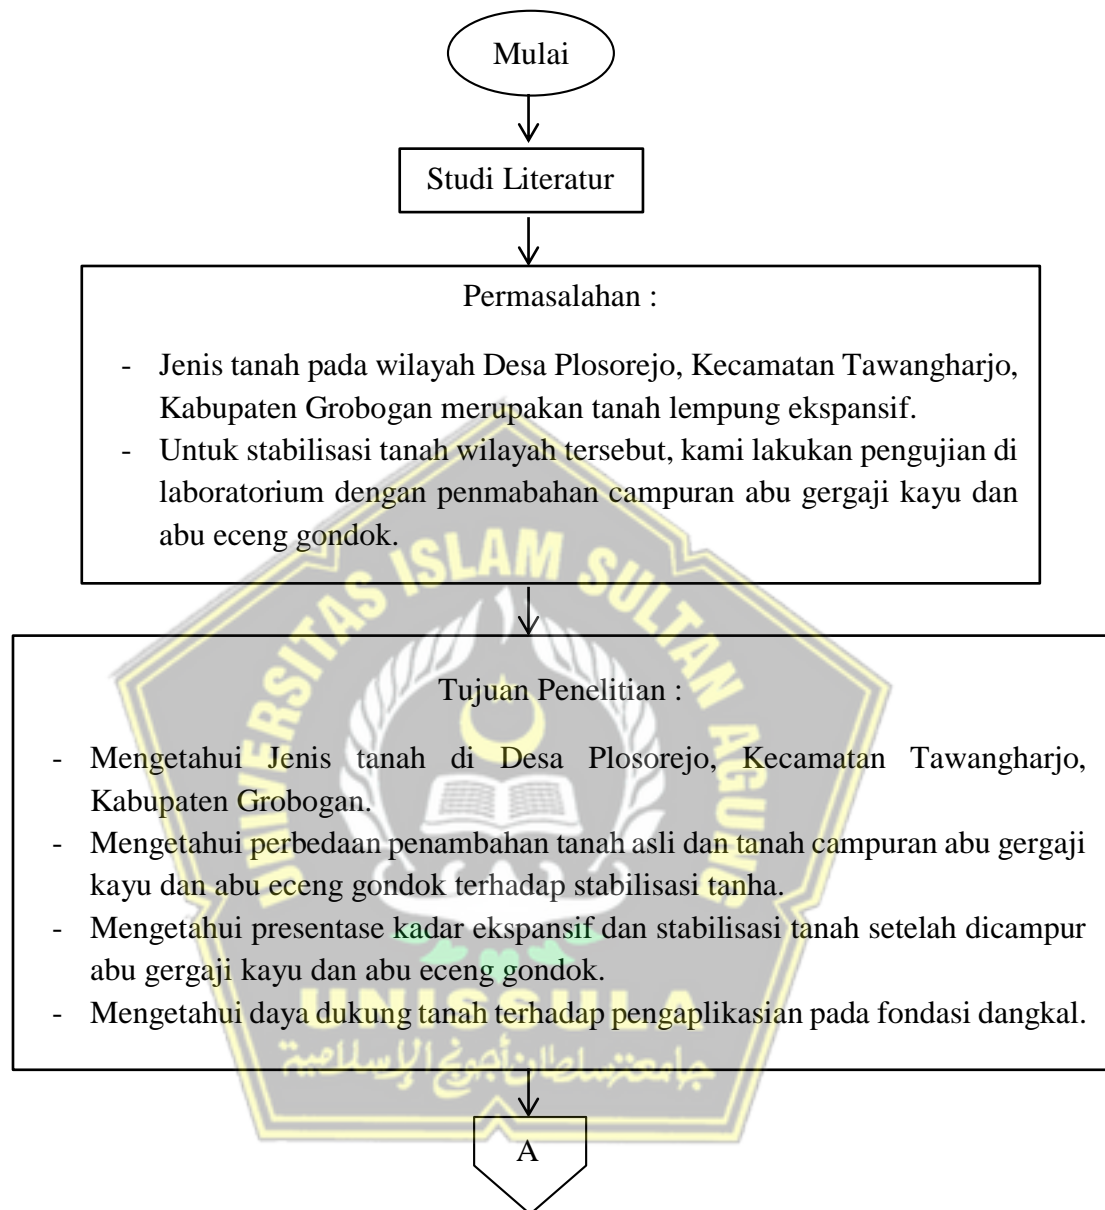 Mulai
Studi Literatur
Permasalahan :
- Jenis tanah pada wilayah Desa Plosorejo, Kecamatan Tawangharjo,
Kabupaten Grobogan merupakan tanah lempung ekspansif.
- Untuk stabilisasi tanah wilayah tersebut, kami lakukan pengujian di
laboratorium dengan penmabahan campuran abu gergaji kayu dan
abu eceng gondok.
UNIVERSITAS ISLAM SULTAN AGUNG
Tujuan Penelitian :
- Mengetahui Jenis tanah di Desa Plosorejo, Kecamatan Tawangharjo,
Kabupaten Grobogan.
- Mengetahui perbedaan penambahan tanah asli dan tanah campuran abu gergaji
kayu dan abu eceng gondok terhadap stabilisasi tanha.
- Mengetahui presentase kadar ekspansif dan stabilisasi tanah setelah dicampur
abu gergaji kayu dan abu eceng gondok.
- Mengetahui daya dukung tanah terhadap pengaplikasian pada fondasi dangkal.
UNISSULA
جامعتسلطان أجونج الإسلامية
A